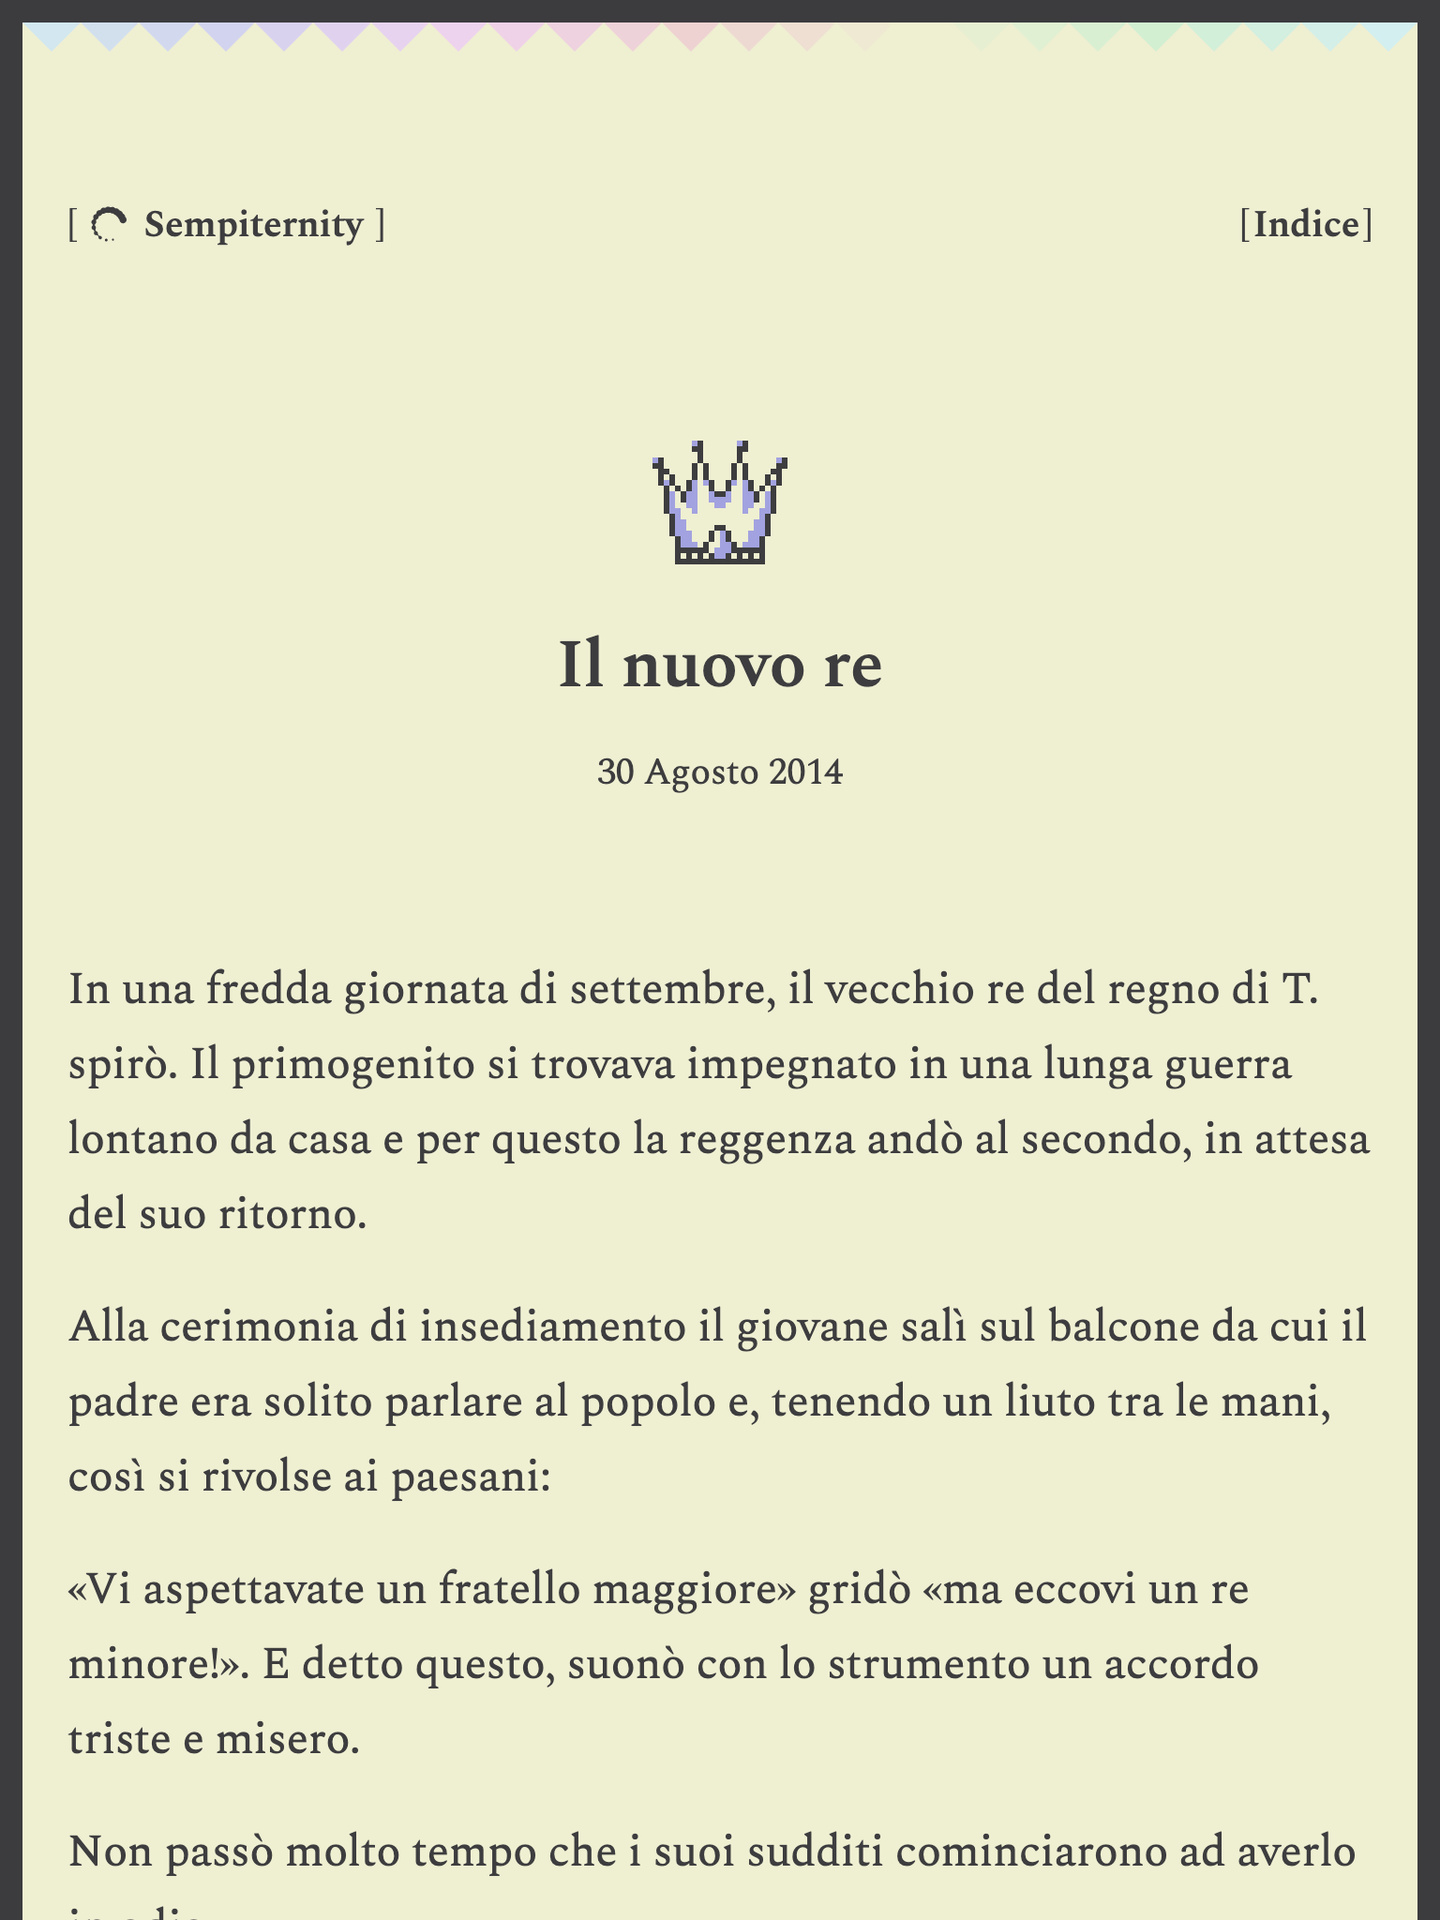 [ Sempiternity ]
[Indice]
Il nuovo re
30 Agosto 2014
In una fredda giornata di settembre, il vecchio re del regno di T.
spirò. Il primogenito si trovava impegnato in una lunga guerra
lontano da casa e per questo la reggenza andò al secondo, in attesa
del suo ritorno.
Alla cerimonia di insediamento il giovane salì sul balcone da cui il
padre era solito parlare al popolo e, tenendo un liuto tra le mani,
così si rivolse ai paesani:
«Vi aspettavate un fratello maggiore» gridò «ma eccovi un re
minore!». E detto questo, suonò con lo strumento un accordo
triste e misero.
Non passò molto tempo che i suoi sudditi cominciarono ad averlo